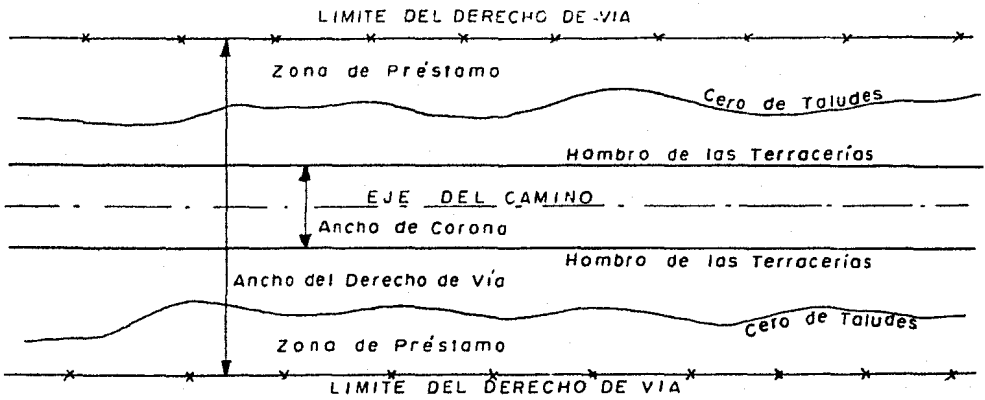 LIMITE DEL DERECHO DE VIA
Zona de Préstamo
Cero de Taludes
Hombro de las Terracerías
EJE DEL CAMINO
Ancho de Corona
Hombro de las Terracerías
Ancho del Derecho de Vía
Cero de Taludes
Zona de Préstamo
LIMITE DEL DERECHO DE VIA